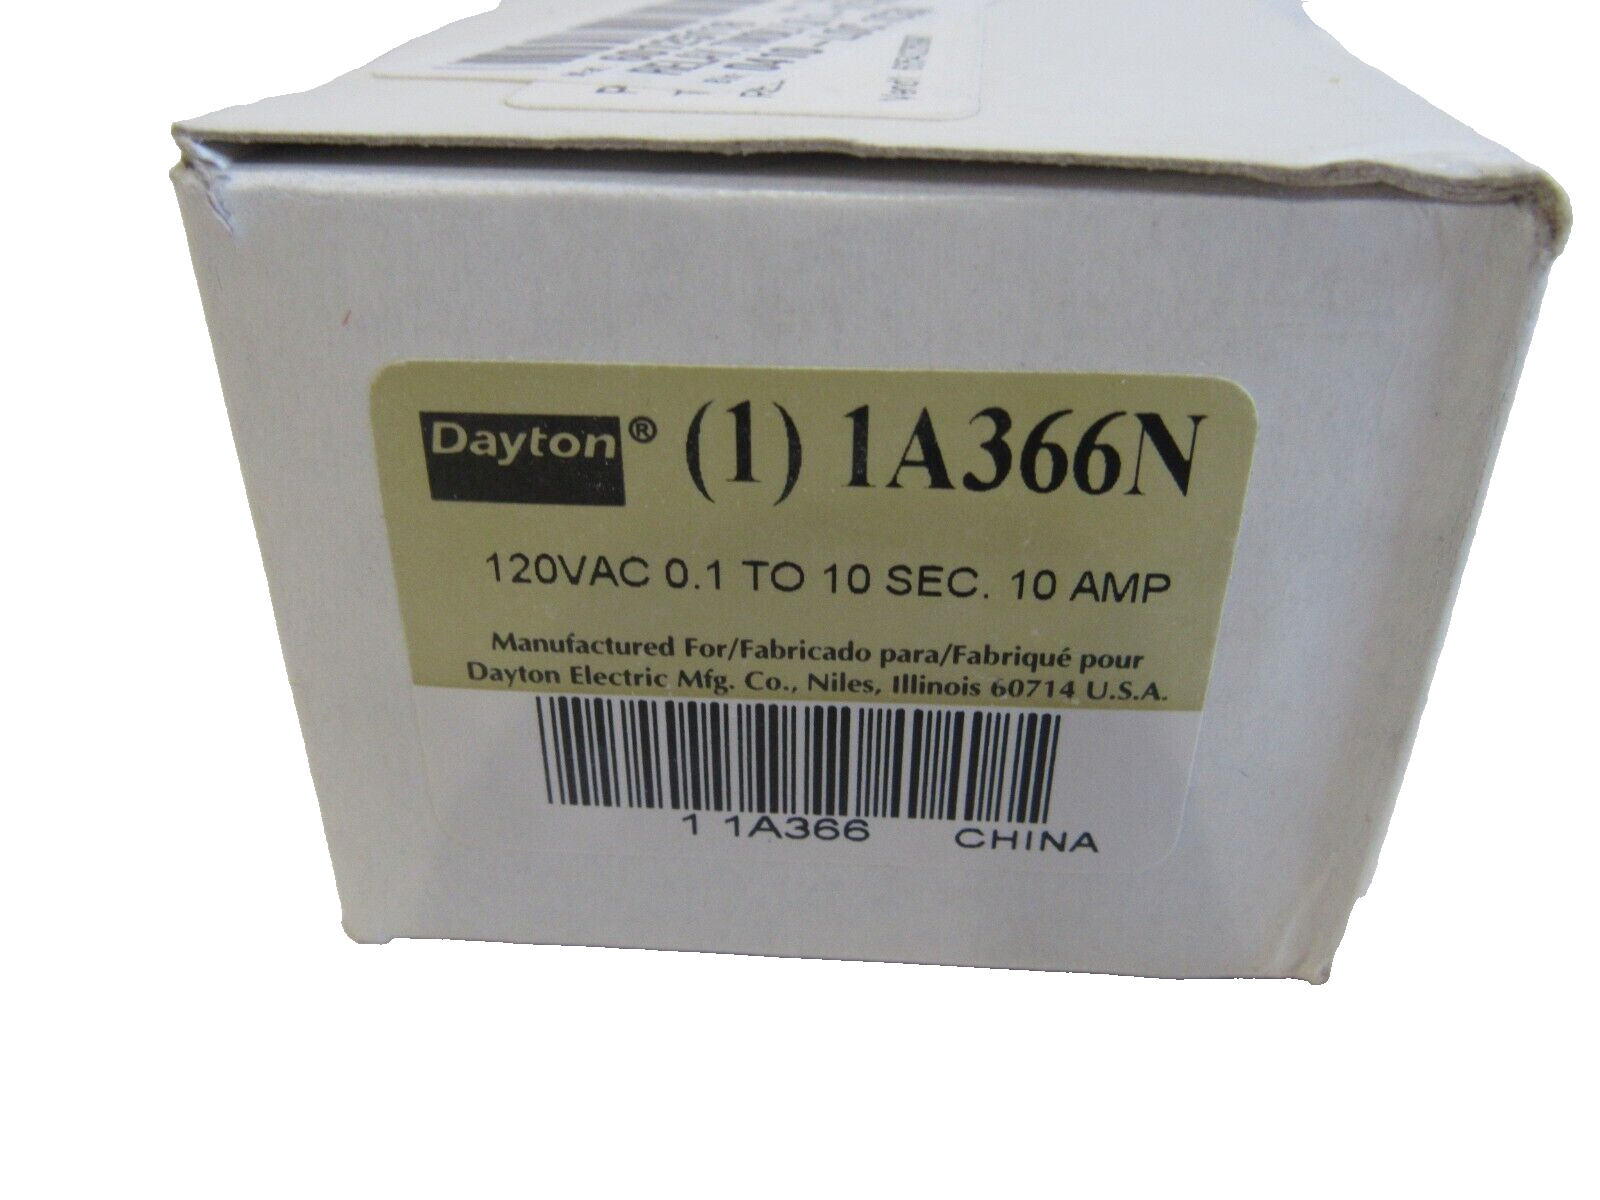 Dayton® (1) 1A366N
120VAC 0.1 TO 10 SEC. 10 AMP
Manufactured For/Fabricado para/Fabriqué pour
Dayton Electric Mfg. Co., Niles, Illinois 60714 U.S.A.
1 1A366 CHINA